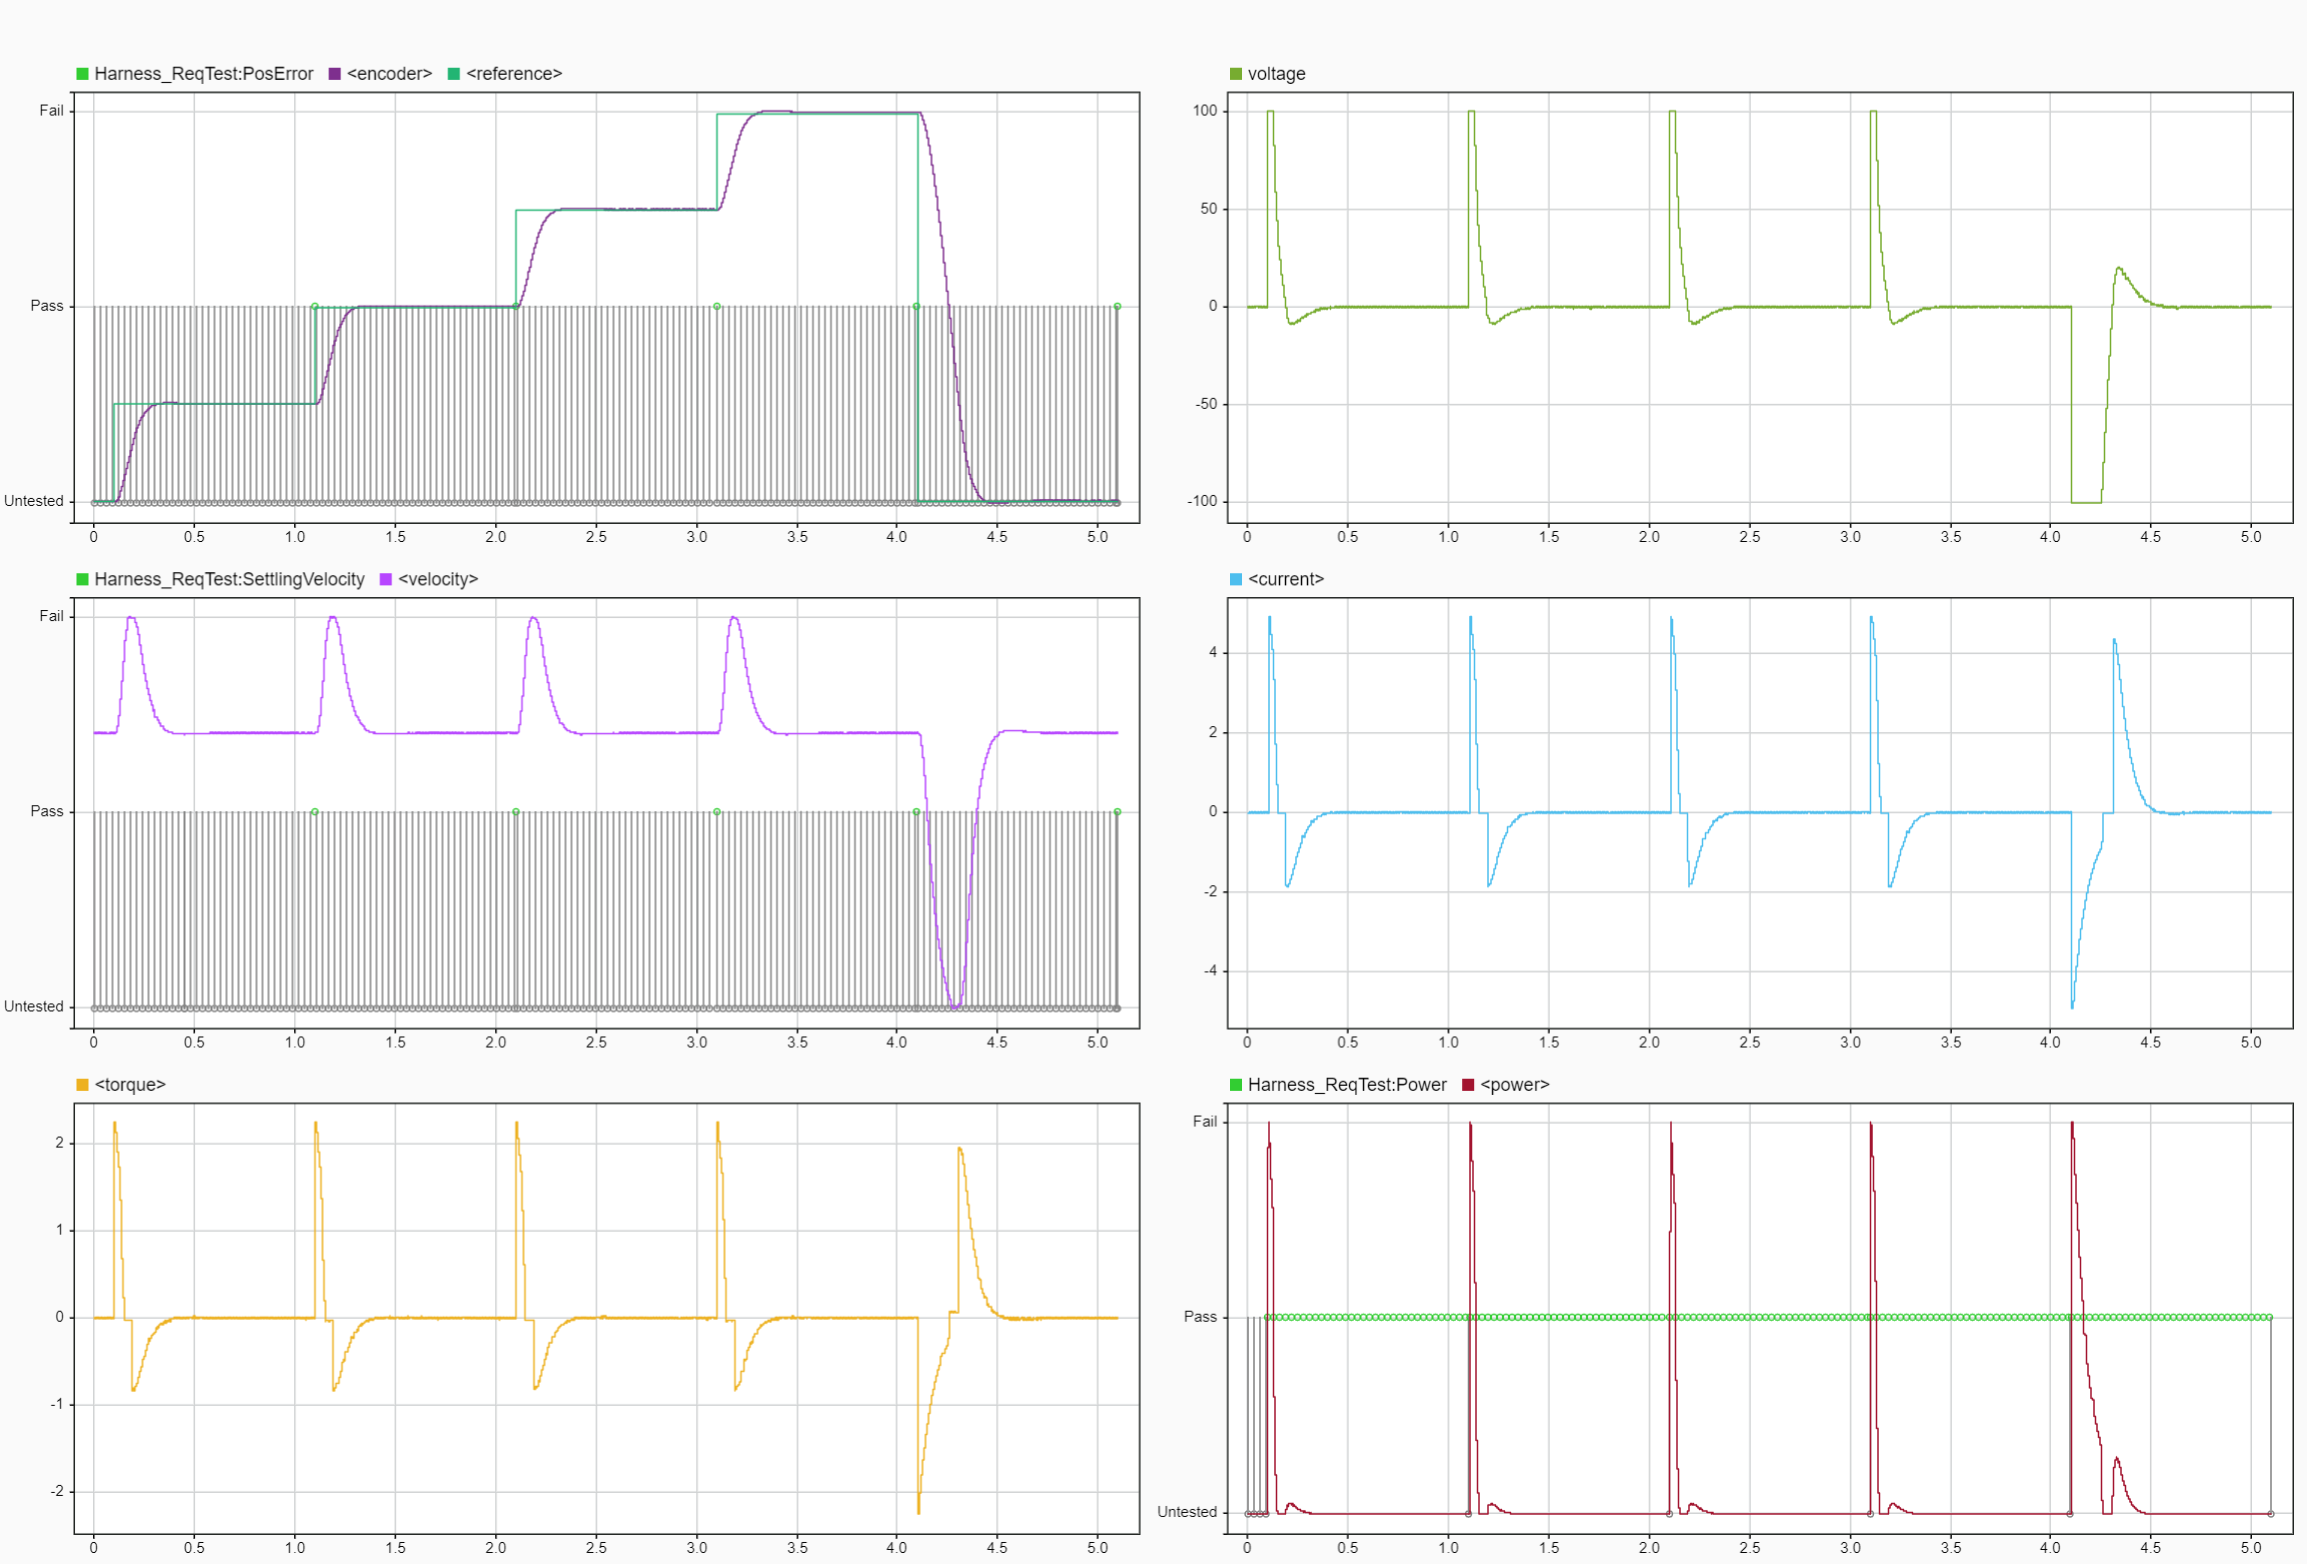 Harness_ReqTest:PosError <encoder> <reference>
Fail
Pass
Untested
0 0.5 1.0 1.5 2.0 2.5 3.0 3.5 4.0 4.5 5.0
voltage
100
50
0
-50
-100
0 0.5 1.0 1.5 2.0 2.5 3.0 3.5 4.0 4.5 5.0
Harness_ReqTest:SettlingVelocity <velocity>
Fail
Pass
Untested
0 0.5 1.0 1.5 2.0 2.5 3.0 3.5 4.0 4.5 5.0
<current>
4
2
0
-2
-4
0 0.5 1.0 1.5 2.0 2.5 3.0 3.5 4.0 4.5 5.0
<torque>
2
1
0
-1
-2
0 0.5 1.0 1.5 2.0 2.5 3.0 3.5 4.0 4.5 5.0
Harness_ReqTest:Power <power>
Fail
Pass
Untested
0 0.5 1.0 1.5 2.0 2.5 3.0 3.5 4.0 4.5 5.0